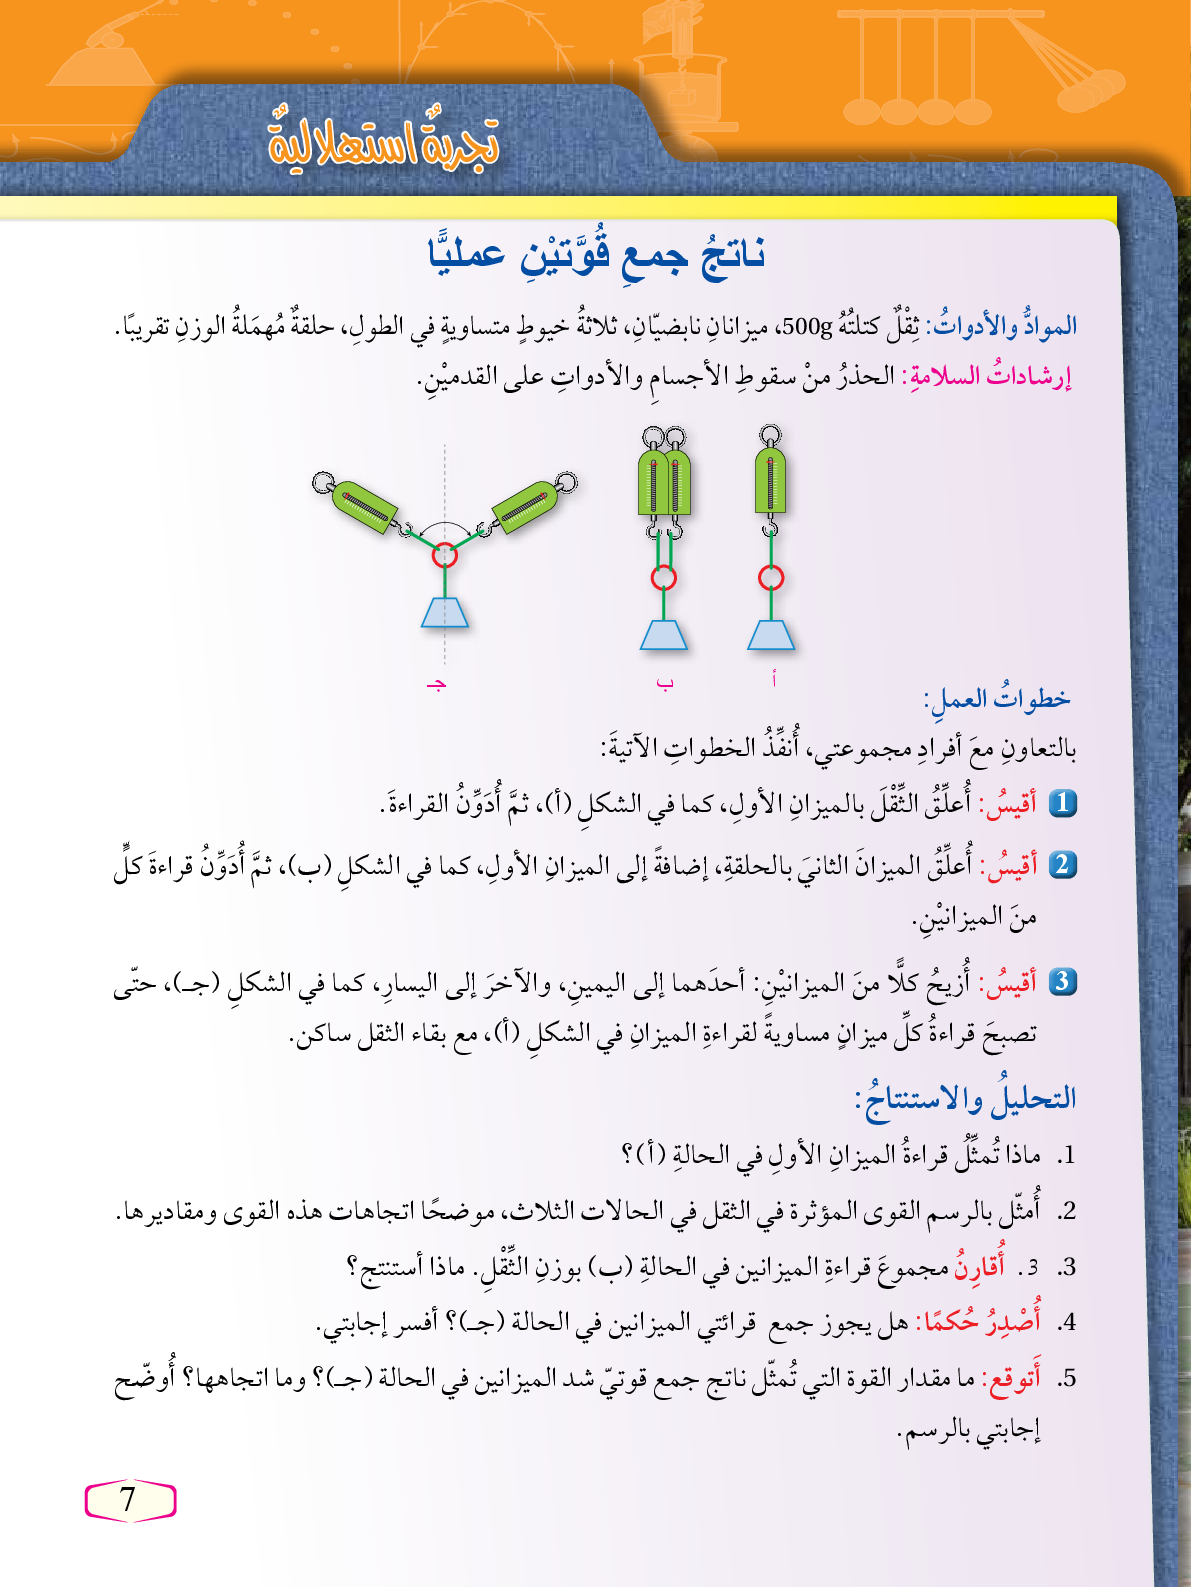 تجربةٌ استهلاليةٌ
ناتجُ جمعِ قُوَّتيْنِ عمليًّا
الموادُّ والأدواتُ: ثِقْلٌ كتلتُهُ 500g، ميزانانِ نابضيّانِ، ثلاثةُ خيوطٍ متساويةٍ في الطولِ، حلقةٌ مُهمَلةُ الوزنِ تقريبًا.
إرشاداتُ السلامةِ: الحذرُ منْ سقوطِ الأجسامِ والأدواتِ على القدميْنِ.
أ
ب
جـ
خطواتُ العملِ:
بالتعاونِ معَ أفرادِ مجموعتي، أُنفِّذُ الخطواتِ الآتيةَ:
1 أقيسُ: أُعلِّقُ الثِّقْلَ بالميزانِ الأولِ، كما في الشكلِ (أ)، ثمَّ أُدَوِّنُ القراءةَ.
2 أقيسُ: أُعلِّقُ الميزانَ الثانيَ بالحلقةِ، إضافةً إلى الميزانِ الأولِ، كما في الشكلِ (ب)، ثمَّ أُدَوِّنُ قراءةَ كلٍّ
منَ الميزانيْنِ.
3 أقيسُ: أُزيحُ كلًّا منَ الميزانيْنِ: أحدَهما إلى اليمينِ، والآخرَ إلى اليسارِ، كما في الشكلِ (جـ)، حتّى
تصبحَ قراءةُ كلِّ ميزانٍ مساويةً لقراءةِ الميزانِ في الشكلِ (أ)، مع بقاء الثقل ساكن.
التحليلُ والاستنتاجُ:
1. ماذا تُمثِّلُ قراءةُ الميزانِ الأولِ في الحالةِ (أ)؟
2. أُمثّل بالرسم القوى المؤثرة في الثقل في الحالات الثلاث، موضحًا اتجاهات هذه القوى ومقاديرها.
3. 3. أُقارِنُ مجموعَ قراءةِ الميزانين في الحالةِ (ب) بوزنِ الثِّقْلِ. ماذا أستنتج؟
4. أُصْدِرُ حُكمًا: هل يجوز جمع قرائتي الميزانين في الحالة (جـ)؟ أفسر إجابتي.
5. أَتوقع: ما مقدار القوة التي تُمثّل ناتج جمع قوتيّ شد الميزانين في الحالة (جـ)؟ وما اتجاهها؟ أُوضّح
إجابتي بالرسم.
7